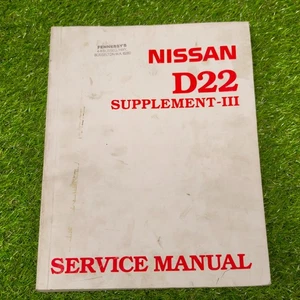 NISSAN
D22
SUPPLEMENT-III
SERVICE MANUAL